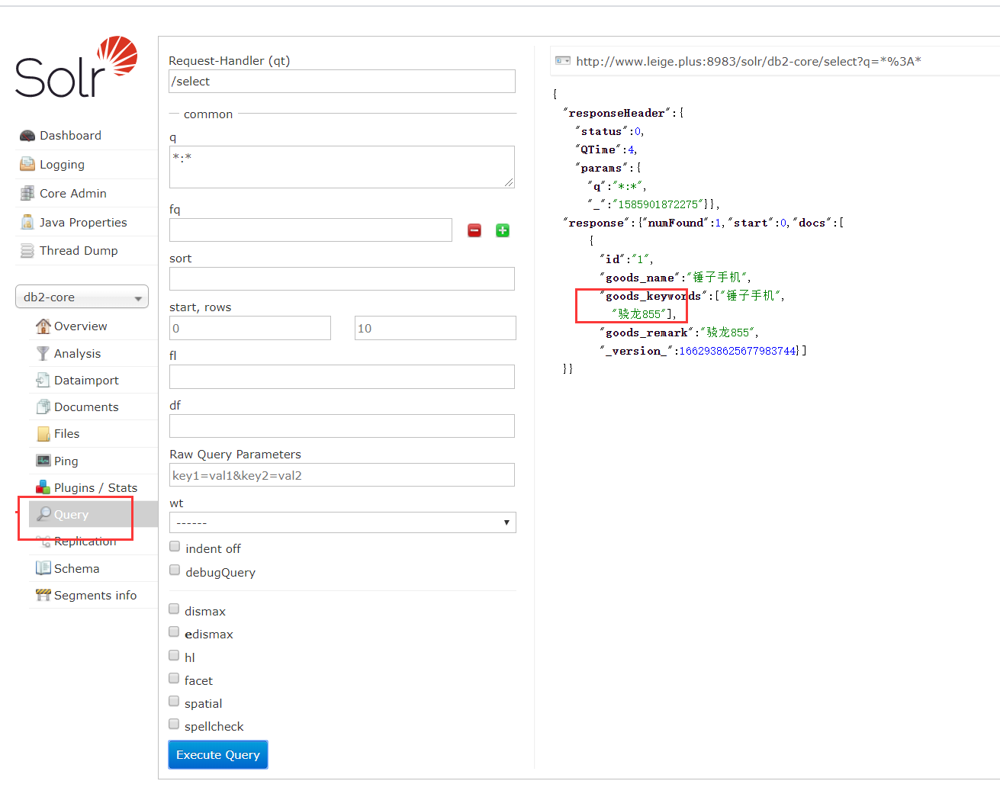 Solr
Dashboard
Logging
Core Admin
Java Properties
Thread Dump
db2-core
Overview
Analysis
Dataimport
Documents
Files
Ping
Plugins / Stats
Query
Replication
Schema
Segments info
Request-Handler (qt)
/select
common
q
*:*
fq
sort
start, rows
0
10
fl
df
Raw Query Parameters
key1=val1&key2=val2
wt
------
indent off
debugQuery
dismax
edismax
hl
facet
spatial
spellcheck
Execute Query
http://www.leige.plus:8983/solr/db2-core/select?q=*%3A*
{
"responseHeader":{
"status":0,
"QTime":4,
"params":{
"q":"*:*",
"_":"1585901872275"}},
"response":{"numFound":1,"start":0,"docs":[
{
"id":"1",
"goods_name":"锤子手机",
"goods_keywords":["锤子手机",
"骁龙855"],
"goods_remark":"骁龙855",
"_version_":1662938625677983744}]
}}